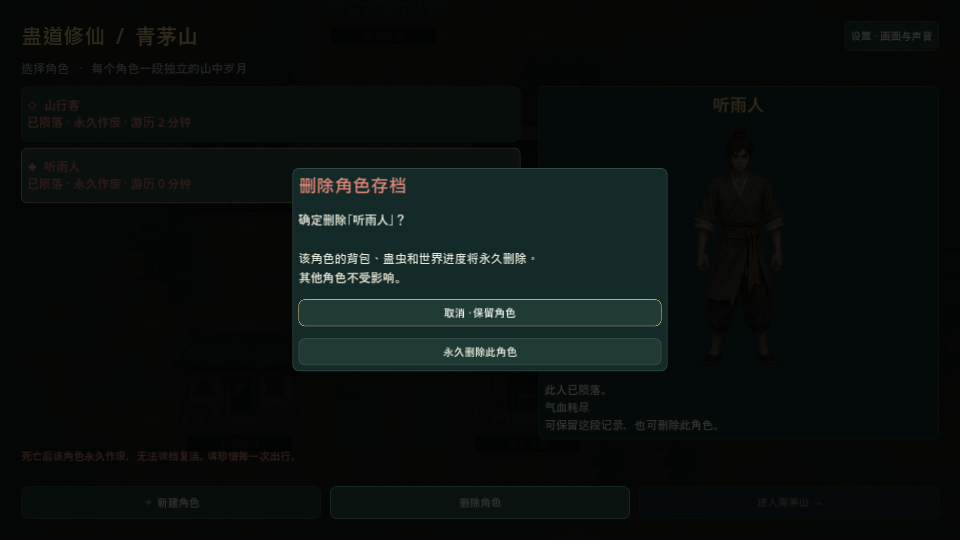 蛊道修仙 / 青茅山
设置 · 画面与声音
选择角色 · 每个角色一段独立的山中岁月
◇ 山行客
已陨落 · 永久作废 · 游历 2 分钟
◆ 听雨人
已陨落 · 永久作废 · 游历 0 分钟
听雨人
删除角色存档
确定删除「听雨人」？
该角色的背包、蛊虫和世界进度将永久删除。
其他角色不受影响。
取消 · 保留角色
永久删除此角色
此人已陨落。
气血耗尽
可保留这段记录，也可删除此角色。
死亡后该角色永久作废，无法读档复活。请珍惜每一次出行。
+ 新建角色
删除角色
进入青茅山 →